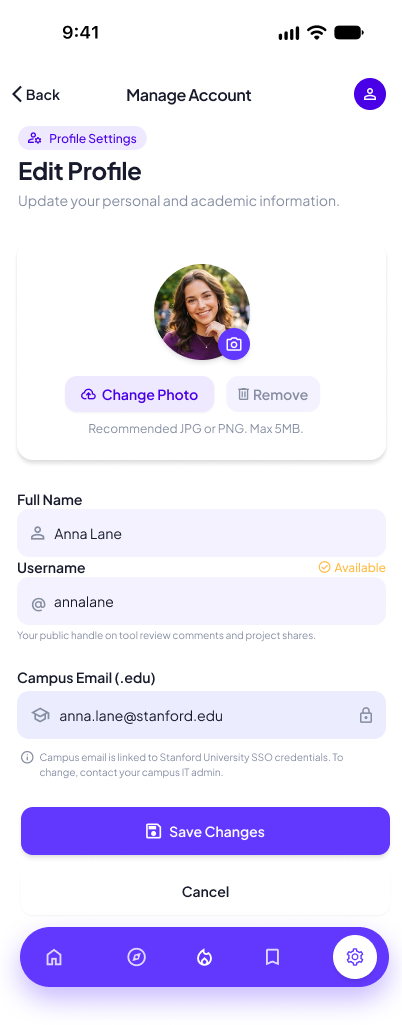 9:41
Back
Manage Account
Profile Settings
Edit Profile
Update your personal and academic information.
Change Photo
Remove
Recommended JPG or PNG. Max 5MB.
Full Name
Anna Lane
Username
Available
@ annalane
Your public handle on tool review comments and project shares.
Campus Email (.edu)
anna.lane@stanford.edu
Campus email is linked to Stanford University SSO credentials. To
change, contact your campus IT admin.
Save Changes
Cancel